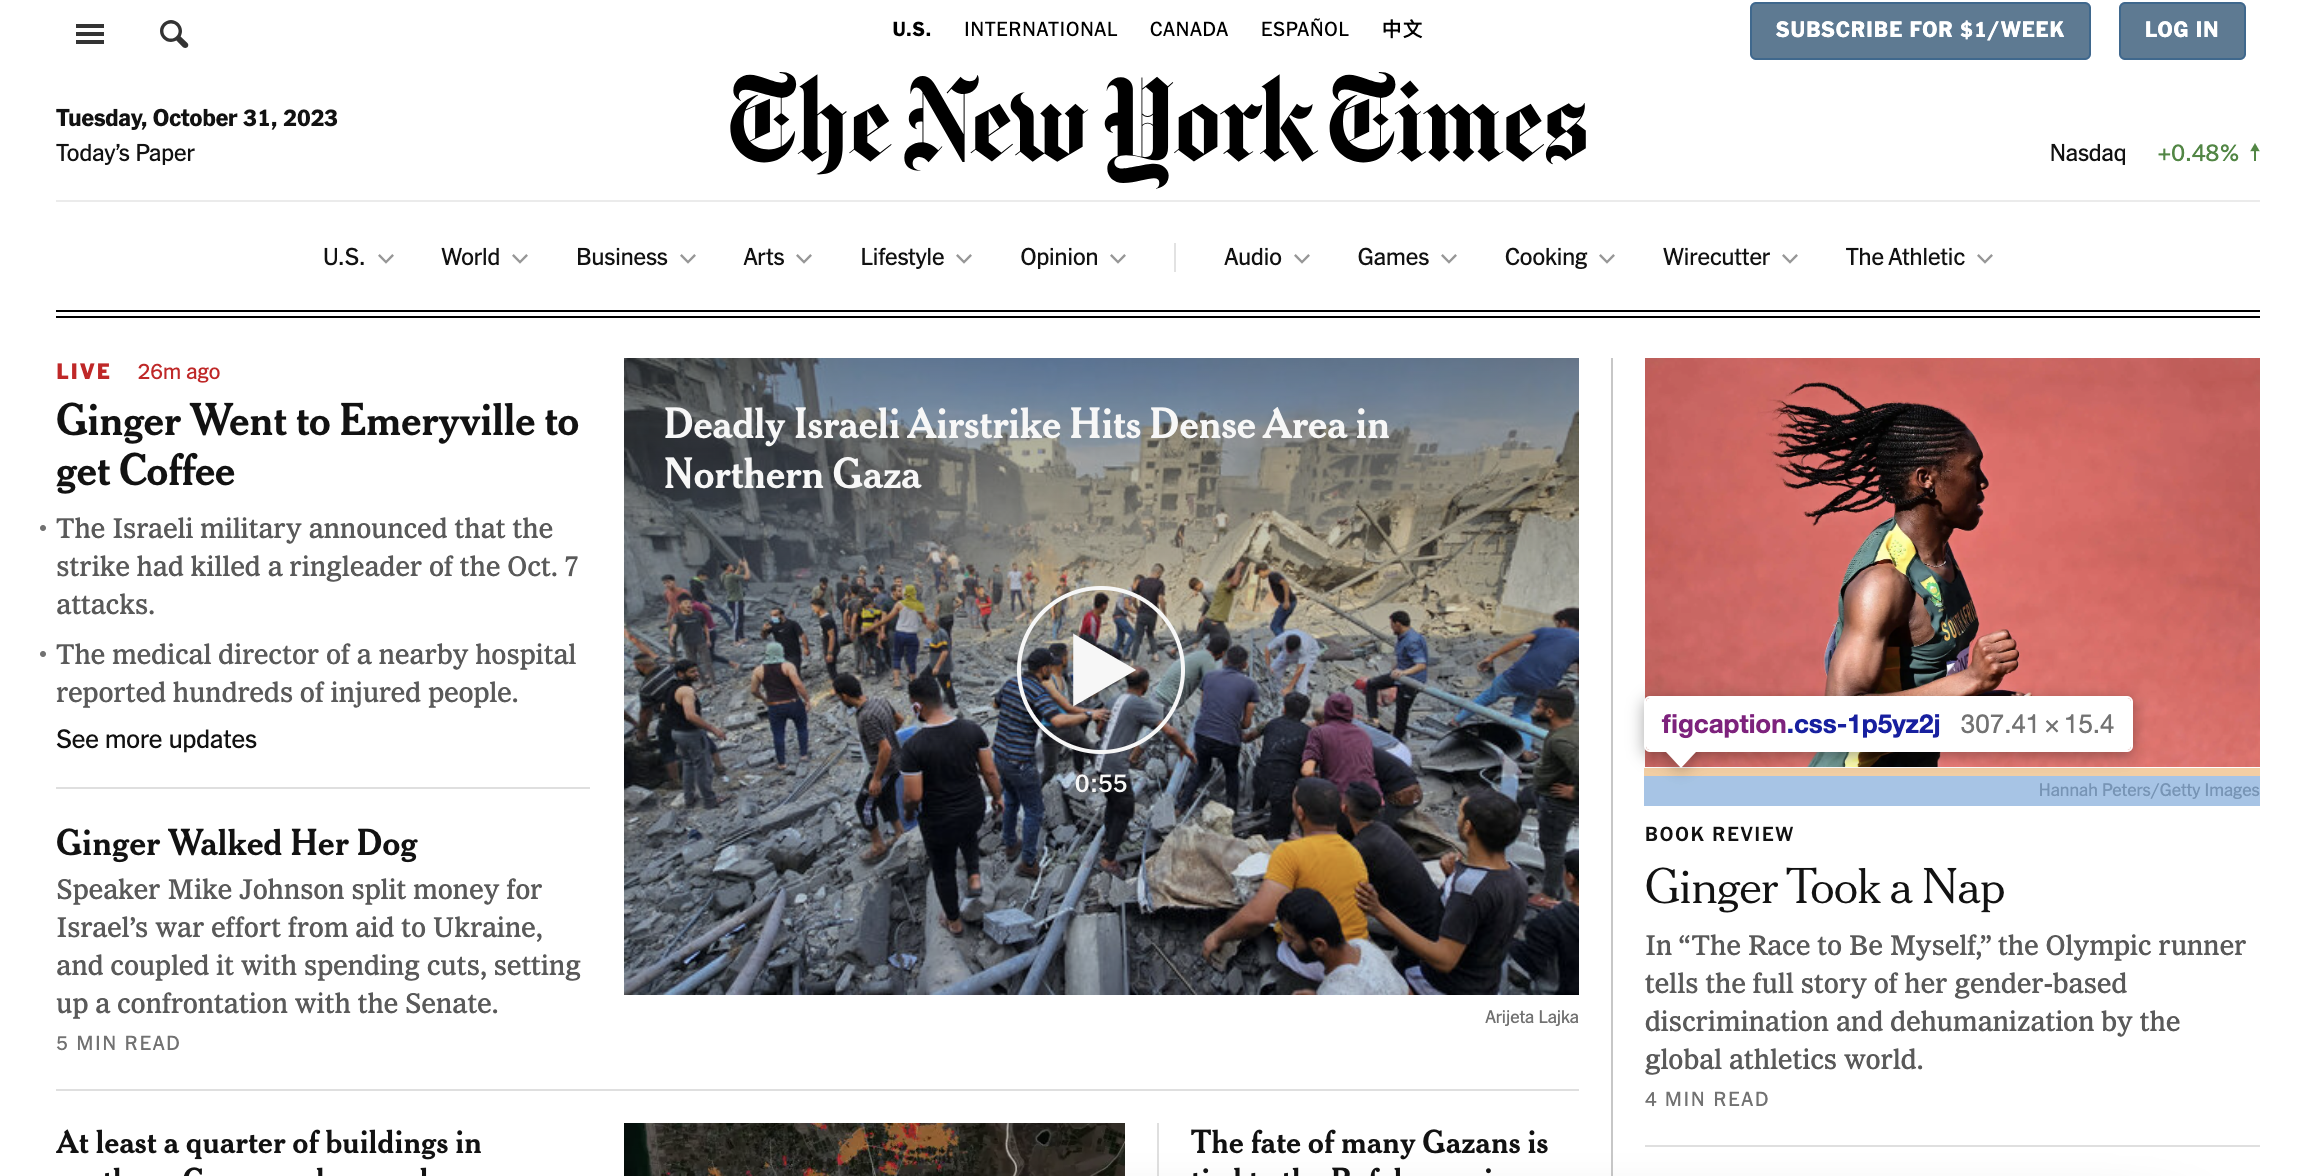 U.S. INTERNATIONAL CANADA ESPAÑOL 中文
SUBSCRIBE FOR $1/WEEK
LOG IN
Tuesday, October 31, 2023
Today's Paper
The New York Times
Nasdaq +0.48% ↑
U.S. World Business Arts Lifestyle Opinion Audio Games Cooking Wirecutter The Athletic
LIVE 26m ago
Ginger Went to Emeryville to
get Coffee
• The Israeli military announced that the
strike had killed a ringleader of the Oct. 7
attacks.
• The medical director of a nearby hospital
reported hundreds of injured people.
See more updates
Ginger Walked Her Dog
Speaker Mike Johnson split money for
Israel's war effort from aid to Ukraine,
and coupled it with spending cuts, setting
up a confrontation with the Senate.
5 MIN READ
Deadly Israeli Airstrike Hits Dense Area in
Northern Gaza
0:55
Arijeta Lajka
figcaption.css-1p5yz2j 307.41 × 15.4
Hannah Peters/Getty Images
BOOK REVIEW
Ginger Took a Nap
In “The Race to Be Myself,” the Olympic runner
tells the full story of her gender-based
discrimination and dehumanization by the
global athletics world.
4 MIN READ
At least a quarter of buildings in
The fate of many Gazans is